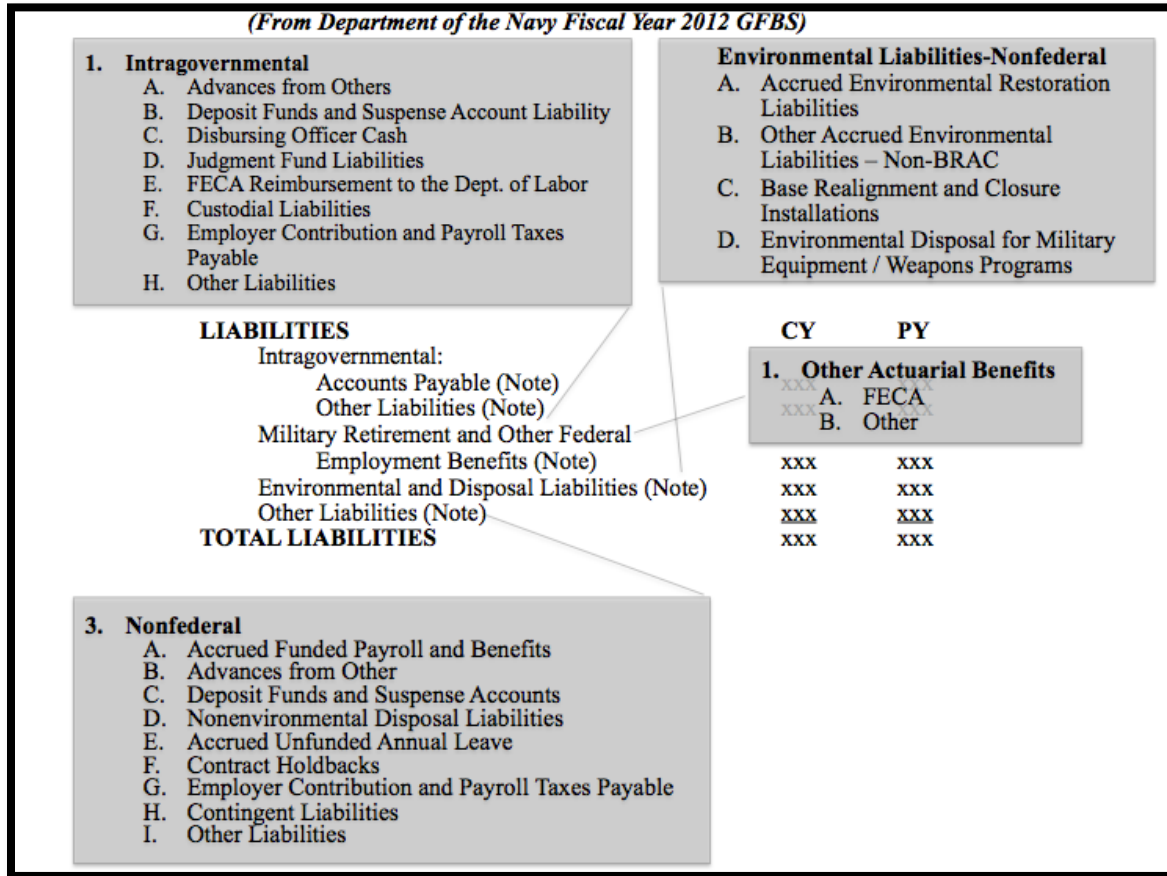 (From Department of the Navy Fiscal Year 2012 GFBS)
1. Intragovernmental
A. Advances from Others
B. Deposit Funds and Suspense Account Liability
C. Disbursing Officer Cash
D. Judgment Fund Liabilities
E. FECA Reimbursement to the Dept. of Labor
F. Custodial Liabilities
G. Employer Contribution and Payroll Taxes
Payable
H. Other Liabilities
Environmental Liabilities-Nonfederal
A. Accrued Environmental Restoration
Liabilities
B. Other Accrued Environmental
Liabilities – Non-BRAC
C. Base Realignment and Closure
Installations
D. Environmental Disposal for Military
Equipment / Weapons Programs
LIABILITIES CY PY
Intragovernmental:
Accounts Payable (Note) xxx xxx
Other Liabilities (Note) xxx xxx
1. Other Actuarial Benefits
A. FECA
B. Other
Military Retirement and Other Federal
Employment Benefits (Note) xxx xxx
Environmental and Disposal Liabilities (Note) xxx xxx
Other Liabilities (Note) xxx xxx
TOTAL LIABILITIES xxx xxx
3. Nonfederal
A. Accrued Funded Payroll and Benefits
B. Advances from Other
C. Deposit Funds and Suspense Accounts
D. Nonenvironmental Disposal Liabilities
E. Accrued Unfunded Annual Leave
F. Contract Holdbacks
G. Employer Contribution and Payroll Taxes Payable
H. Contingent Liabilities
I. Other Liabilities